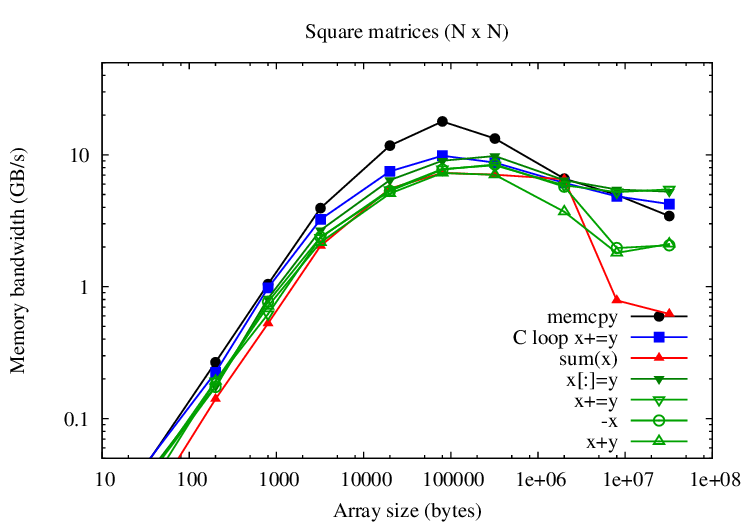 Square matrices (N x N)
Memory bandwidth (GB/s)
10
1
0.1
memcpy
C loop x+=y
sum(x)
x[:]=y
x+=y
-x
x+y
10 100 1000 10000 100000 1e+06 1e+07 1e+08
Array size (bytes)